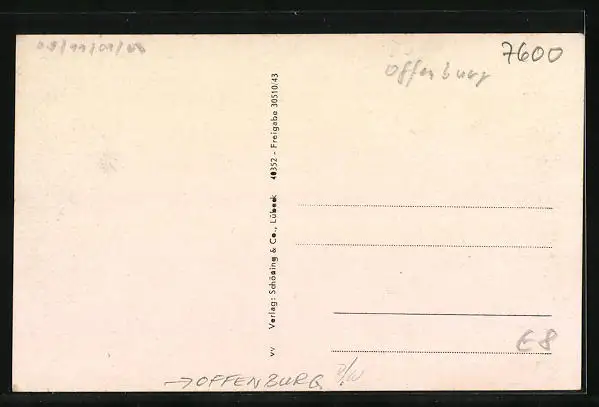 7600
Offenburg
vv Verlag: Schöning & Co., Lübeck 40352 - Freigabe 30510/43
E8
→OFFENBURG